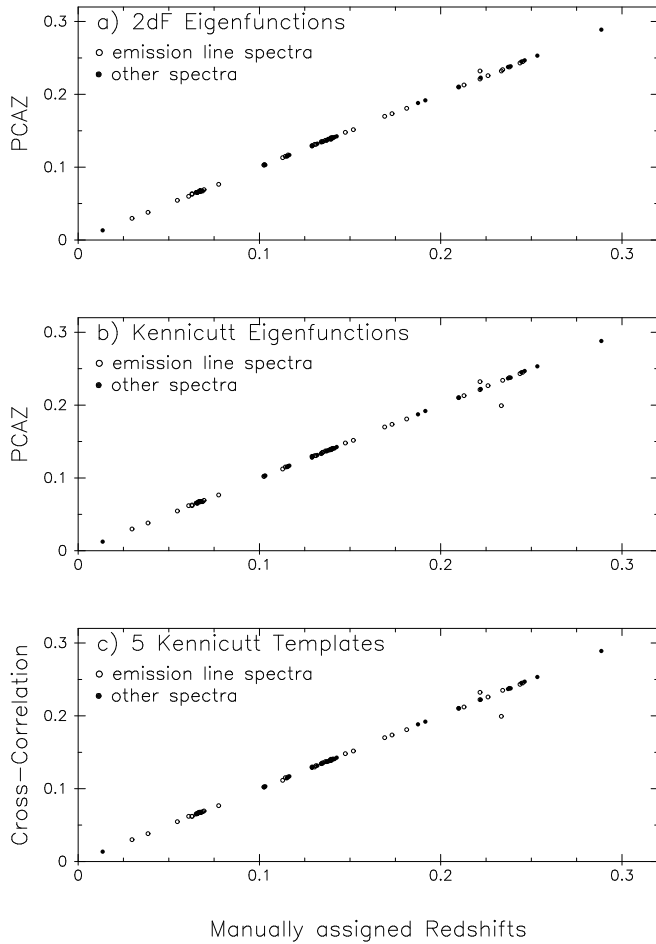 0.3
a) 2dF Eigenfunctions
emission line spectra
other spectra
0.2
PCAZ
0.1
0
0
0.1
0.2
0.3
0.3
b) Kennicutt Eigenfunctions
emission line spectra
other spectra
0.2
PCAZ
0.1
0
0
0.1
0.2
0.3
0.3
c) 5 Kennicutt Templates
emission line spectra
other spectra
0.2
Cross-Correlation
0.1
0
0
0.1
0.2
0.3
Manually assigned Redshifts